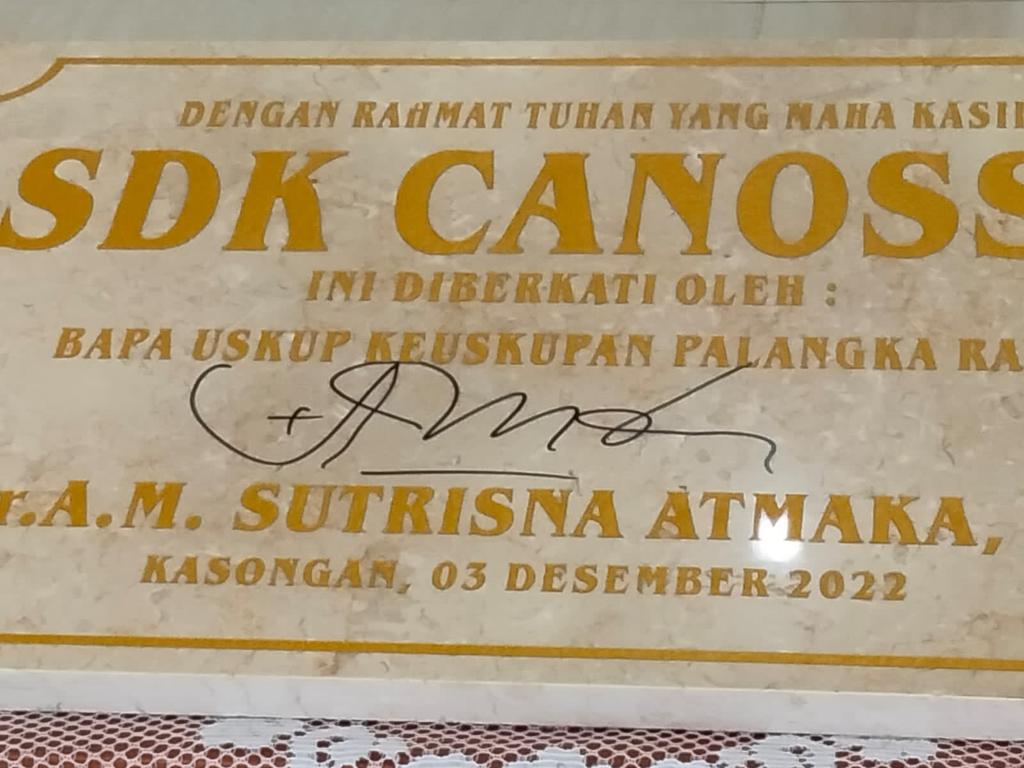 DENGAN RAHMAT TUHAN YANG MAHA KASI
SDK CANOSS
INI DIBERKATI OLEH :
BAPA USKUP KEUSKUPAN PALANGKA RA
r.A.M. SUTRISNA ATMAKA,
KASONGAN, 03 DESEMBER 2022